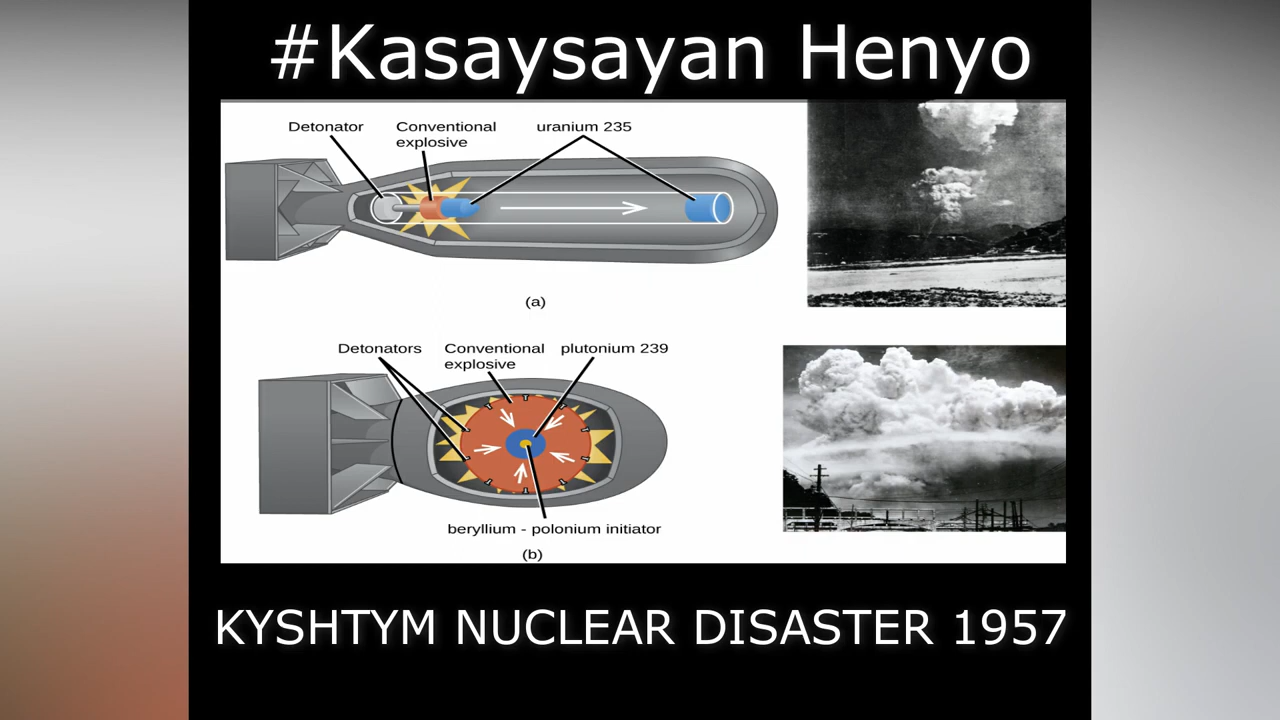 #Kasaysayan Henyo
Detonator
Conventional
explosive
uranium 235
(a)
Detonators
Conventional
explosive
plutonium 239
beryllium - polonium initiator
(b)
KYSHTYM NUCLEAR DISASTER 1957